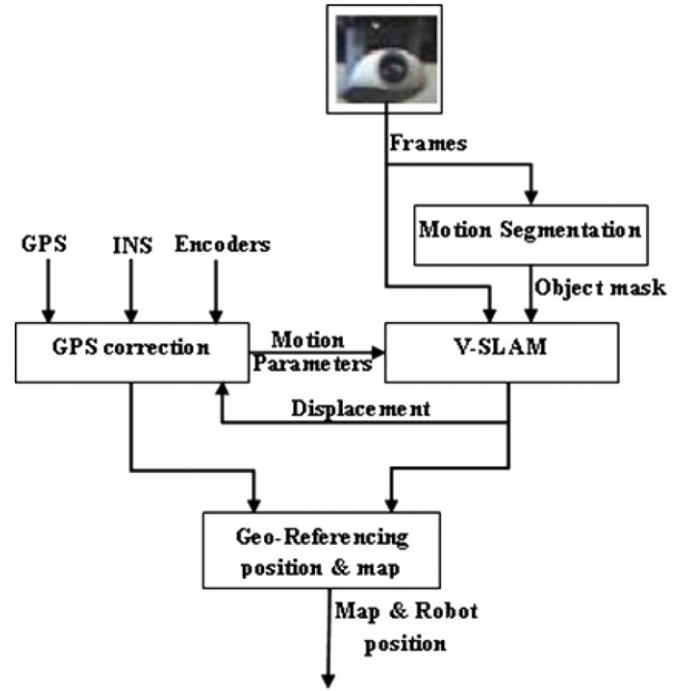 Frames
Motion Segmentation
GPS
INS
Encoders
Object mask
GPS correction
Motion
Parameters
V-SLAM
Displacement
Geo-Referencing
position & map
Map & Robot
position